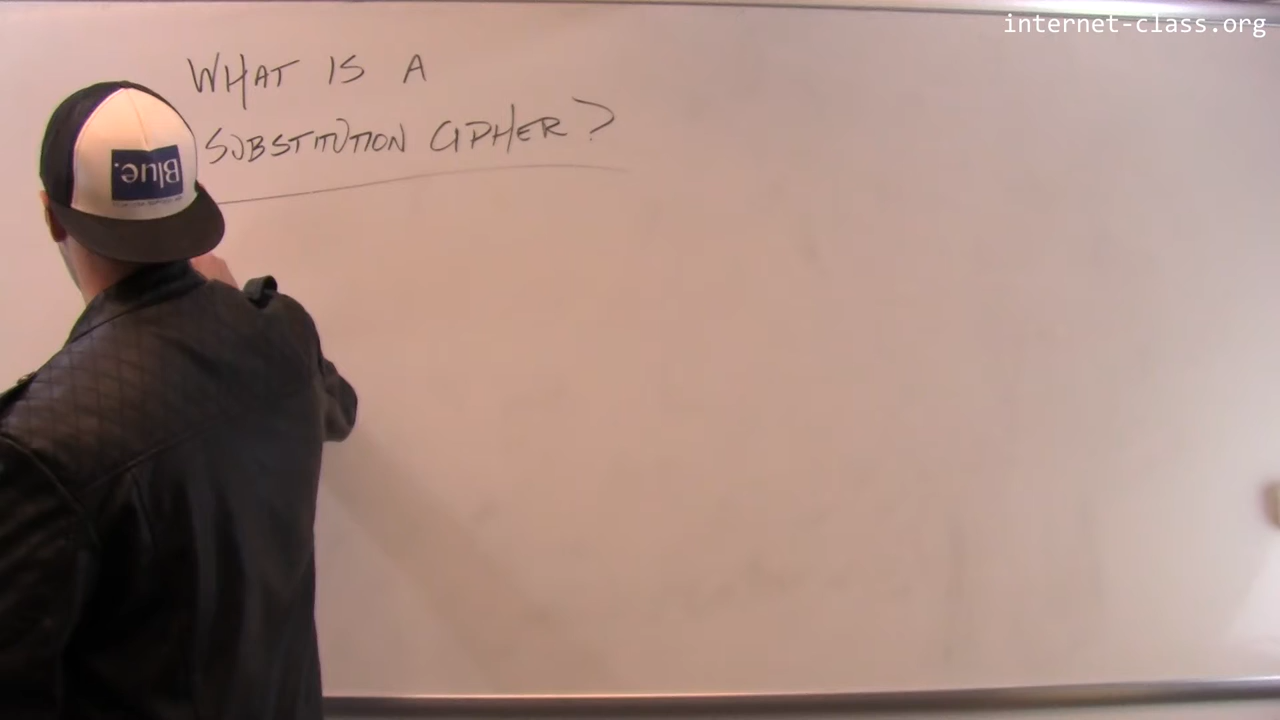 internet-class.org
WHAT IS A
SUBSTITUTION CIPHER?
Blue.